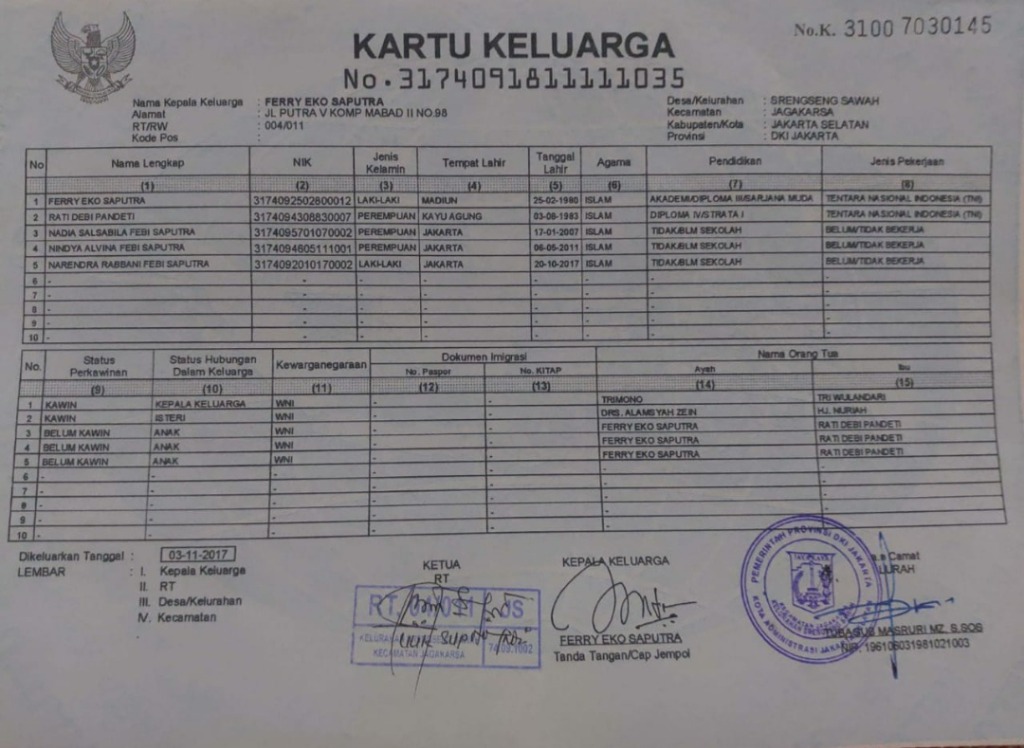 No.K. 3100 7030145
KARTU KELUARGA
No.3174091811111035
Nama Kepala Keluarga : FERRY EKO SAPUTRA
Alamat : JL PUTRA V KOMP MABAD II NO.98
RT/RW : 004/011
Kode Pos :
Desa/Kelurahan : SRENGSENG SAWAH
Kecamatan : JAGAKARSA
Kabupaten/Kota : JAKARTA SELATAN
Provinsi : DKI JAKARTA
No Nama Lengkap NIK Jenis Kelamin Tempat Lahir Tanggal Lahir Agama Pendidikan Jenis Pekerjaan
(1) (2) (3) (4) (5) (6) (7) (8)
1 FERRY EKO SAPUTRA 3174092502800012 LAKI-LAKI MADIUN 25-02-1980 ISLAM AKADEMI/DIPLOMA III/SARJANA MUDA TENTARA NASIONAL INDONESIA (TNI)
2 RATI DEBI PANDETI 3174094308830007 PEREMPUAN KAYU AGUNG 03-08-1983 ISLAM DIPLOMA IV/STRATA I TENTARA NASIONAL INDONESIA (TNI)
3 NADIA SALSABILA FEBI SAPUTRA 3174095701070002 PEREMPUAN JAKARTA 17-01-2007 ISLAM TIDAK/BLM SEKOLAH BELUM/TIDAK BEKERJA
4 NINDYA ALVINA FEBI SAPUTRA 3174094605111001 PEREMPUAN JAKARTA 06-05-2011 ISLAM TIDAK/BLM SEKOLAH BELUM/TIDAK BEKERJA
5 NARENDRA RABBANI FEBI SAPUTRA 3174092010170002 LAKI-LAKI JAKARTA 20-10-2017 ISLAM TIDAK/BLM SEKOLAH BELUM/TIDAK BEKERJA
6 - - - - - - - -
7 - - - - - - - -
8 - - - - - - - -
9 - - - - - - - -
10 - - - - - - - -
No. Status Perkawinan Status Hubungan Dalam Keluarga Kewarganegaraan Dokumen Imigrasi Nama Orang Tua
No. Paspor No. KITAP Ayah Ibu
(9) (10) (11) (12) (13) (14) (15)
1 KAWIN KEPALA KELUARGA WNI - - TRIMONO TRI WULANDARI
2 KAWIN ISTERI WNI - - DRS. ALAMSYAH ZEIN HJ. NURIAH
3 BELUM KAWIN ANAK WNI - - FERRY EKO SAPUTRA RATI DEBI PANDETI
4 BELUM KAWIN ANAK WNI - - FERRY EKO SAPUTRA RATI DEBI PANDETI
5 BELUM KAWIN ANAK WNI - - FERRY EKO SAPUTRA RATI DEBI PANDETI
6 - - - - - - -
7 - - - - - - -
8 - - - - - - -
9 - - - - - - -
10 - - - - - - -
Dikeluarkan Tanggal : 03-11-2017
LEMBAR : I. Kepala Keluarga
II. RT
III. Desa/Kelurahan
IV. Kecamatan
KETUA
RT
RT
KECAMATAN JAGAKARSA
KEPALA KELUARGA
FERRY EKO SAPUTRA
Tanda Tangan/Cap Jempol
PEMERINTAH PROVINSI DKI JAKARTA
KOTA ADMINISTRASI
Camat
LURAH
TUBAGUS MASRURI MZ, S.SOS
NIP. 196106031981021003